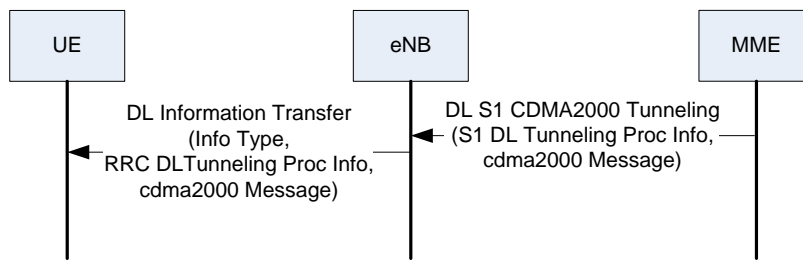 UE
eNB
MME
DL Information Transfer
(Info Type,
RRC DLTunneling Proc Info,
cdma2000 Message)
DL S1 CDMA2000 Tunneling
(S1 DL Tunneling Proc Info,
cdma2000 Message)